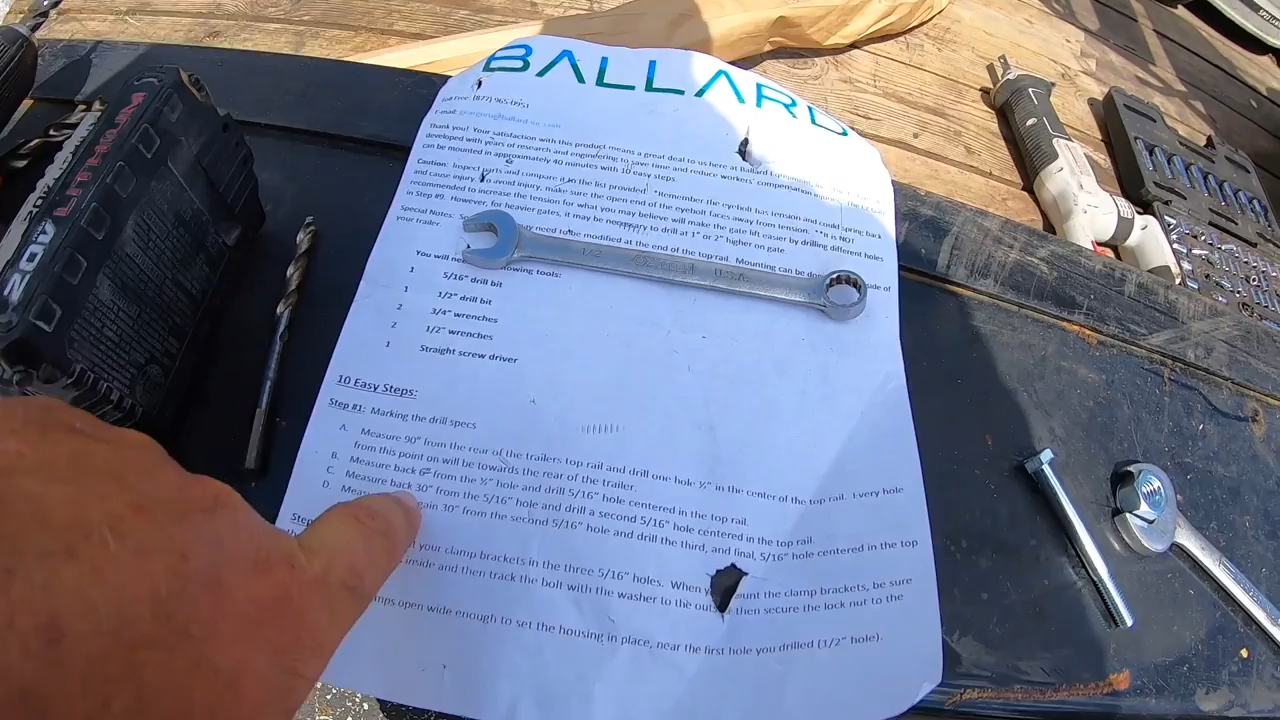 BALLARD
Toll Free: (877) 965-0951
E-mail: gearguru@ballard-inc.com
Thank you! Your satisfaction with this product means a great deal to us here at Ballard
developed with years of research and engineering to save time and reduce workers' compensation
can be mounted in approximately 40 minutes with 10 easy steps.
Caution: Inspect parts and compare it to the list provided. *Remember the eyebolt has tension and could spring back
and cause injury. To avoid injury, make sure the open end of the eyebolt faces away from tension. **It is NOT
recommended to increase the tension for what you may believe will make the gate lift easier by drilling different holes
in Step #9. However, for heavier gates, it may be necessary to drill at 1" or 2" higher on gate.
Special Notes: need to be modified at the end of the top rail. Mounting can be side of
your trailer.
You will following tools:
1 5/16" drill bit
1 1/2" drill bit
2 3/4" wrenches
2 1/2" wrenches
1 Straight screw driver
10 Easy Steps:
Step #1: Marking the drill specs
A. Measure 90" from the rear of the trailers top rail and drill one hole ½" in the center of the top rail. Every hole
from this point on will be towards the rear of the trailer.
B. Measure back 6" from the ½" hole and drill 5/16" hole centered in the top rail.
C. Measure back 30" from the 5/16" hole and drill a second 5/16" hole centered in the top rail.
D. again 30" from the second 5/16" hole and drill the third, and final, 5/16" hole centered in the top
Step
your clamp brackets in the three 5/16" holes. When mount the clamp brackets, be sure
inside and then track the bolt with the washer to the then secure the lock nut to the
open wide enough to set the housing in place, near the first hole you drilled (1/2" hole).
1/2 U.S.A.
20V LITHIUM